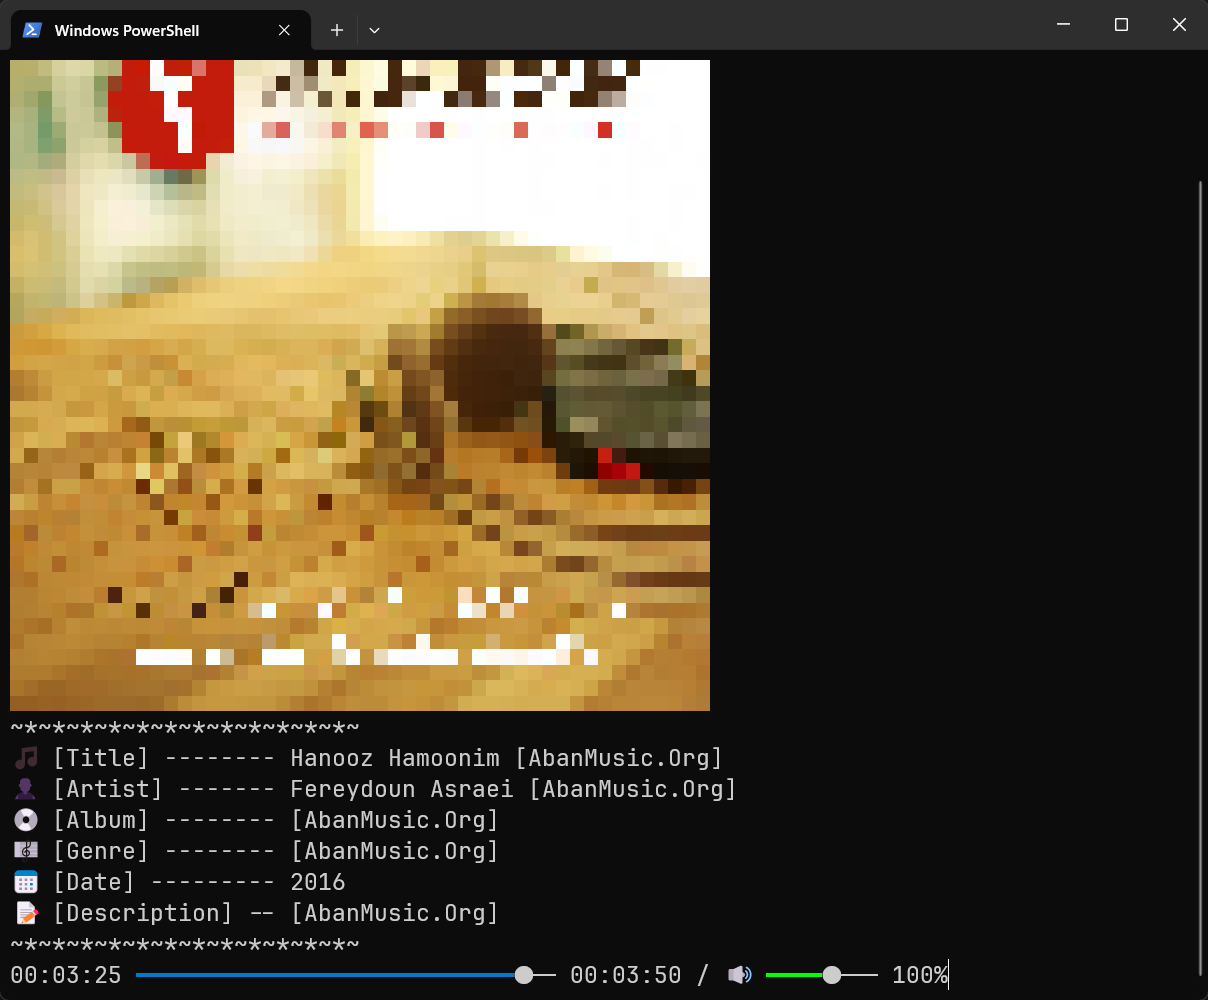 Windows PowerShell
~*~*~*~*~*~*~*~*~*~*~*~*~
🎵 [Title] -------- Hanooz Hamoonim [AbanMusic.Org]
👤 [Artist] ------- Fereydoun Asraei [AbanMusic.Org]
💿 [Album] -------- [AbanMusic.Org]
🎼 [Genre] -------- [AbanMusic.Org]
📅 [Date] --------- 2016
📝 [Description] -- [AbanMusic.Org]
~*~*~*~*~*~*~*~*~*~*~*~*~
00:03:25 00:03:50 / 🔊 100%